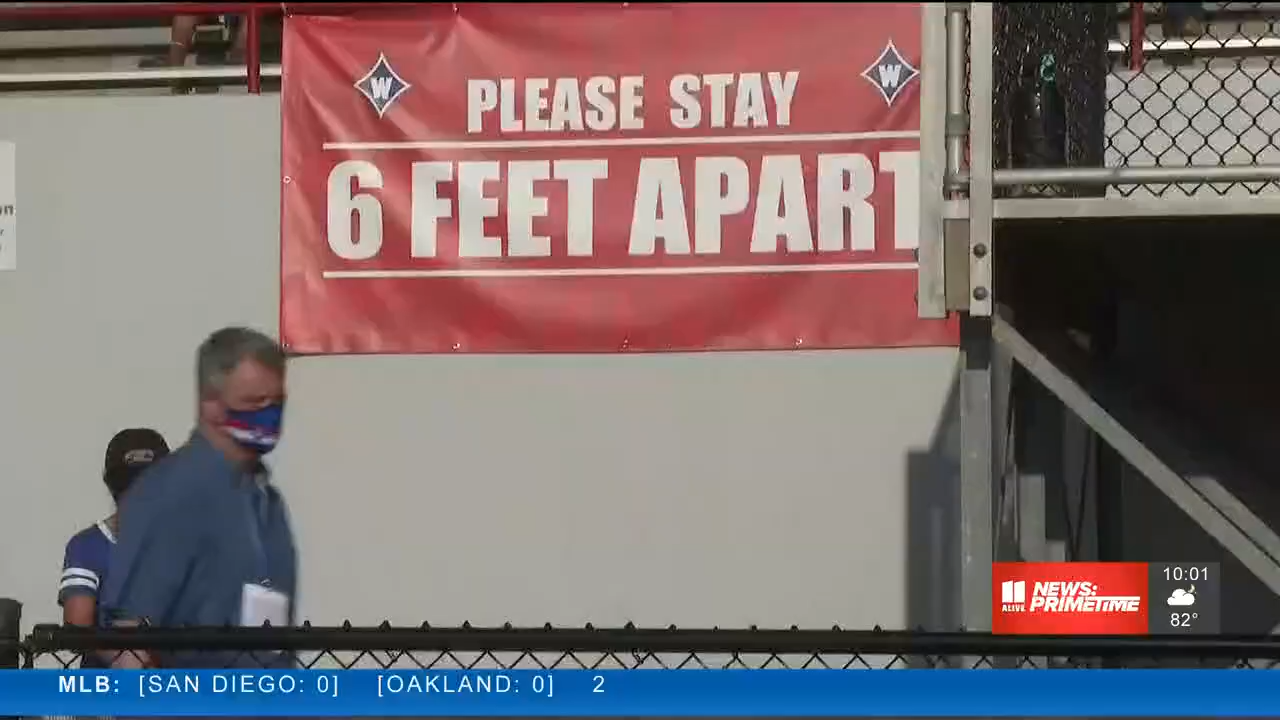 W W
PLEASE STAY
6 FEET APART
11 ALIVE NEWS: PRIMETIME
10:01
82°
MLB: [SAN DIEGO: 0] [OAKLAND: 0] 2